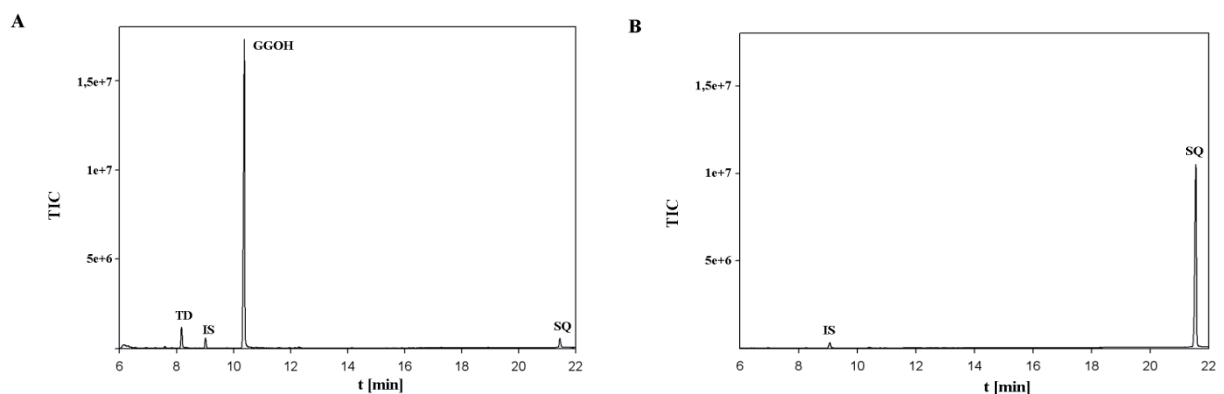 A
GGOH
1,5e+7
1e+7
TIC
5e+6
TD
IS
SQ
6 8 10 12 14 16 18 20 22
t [min]
B
1,5e+7
SQ
1e+7
TIC
5e+6
IS
6 8 10 12 14 16 18 20 22
t [min]